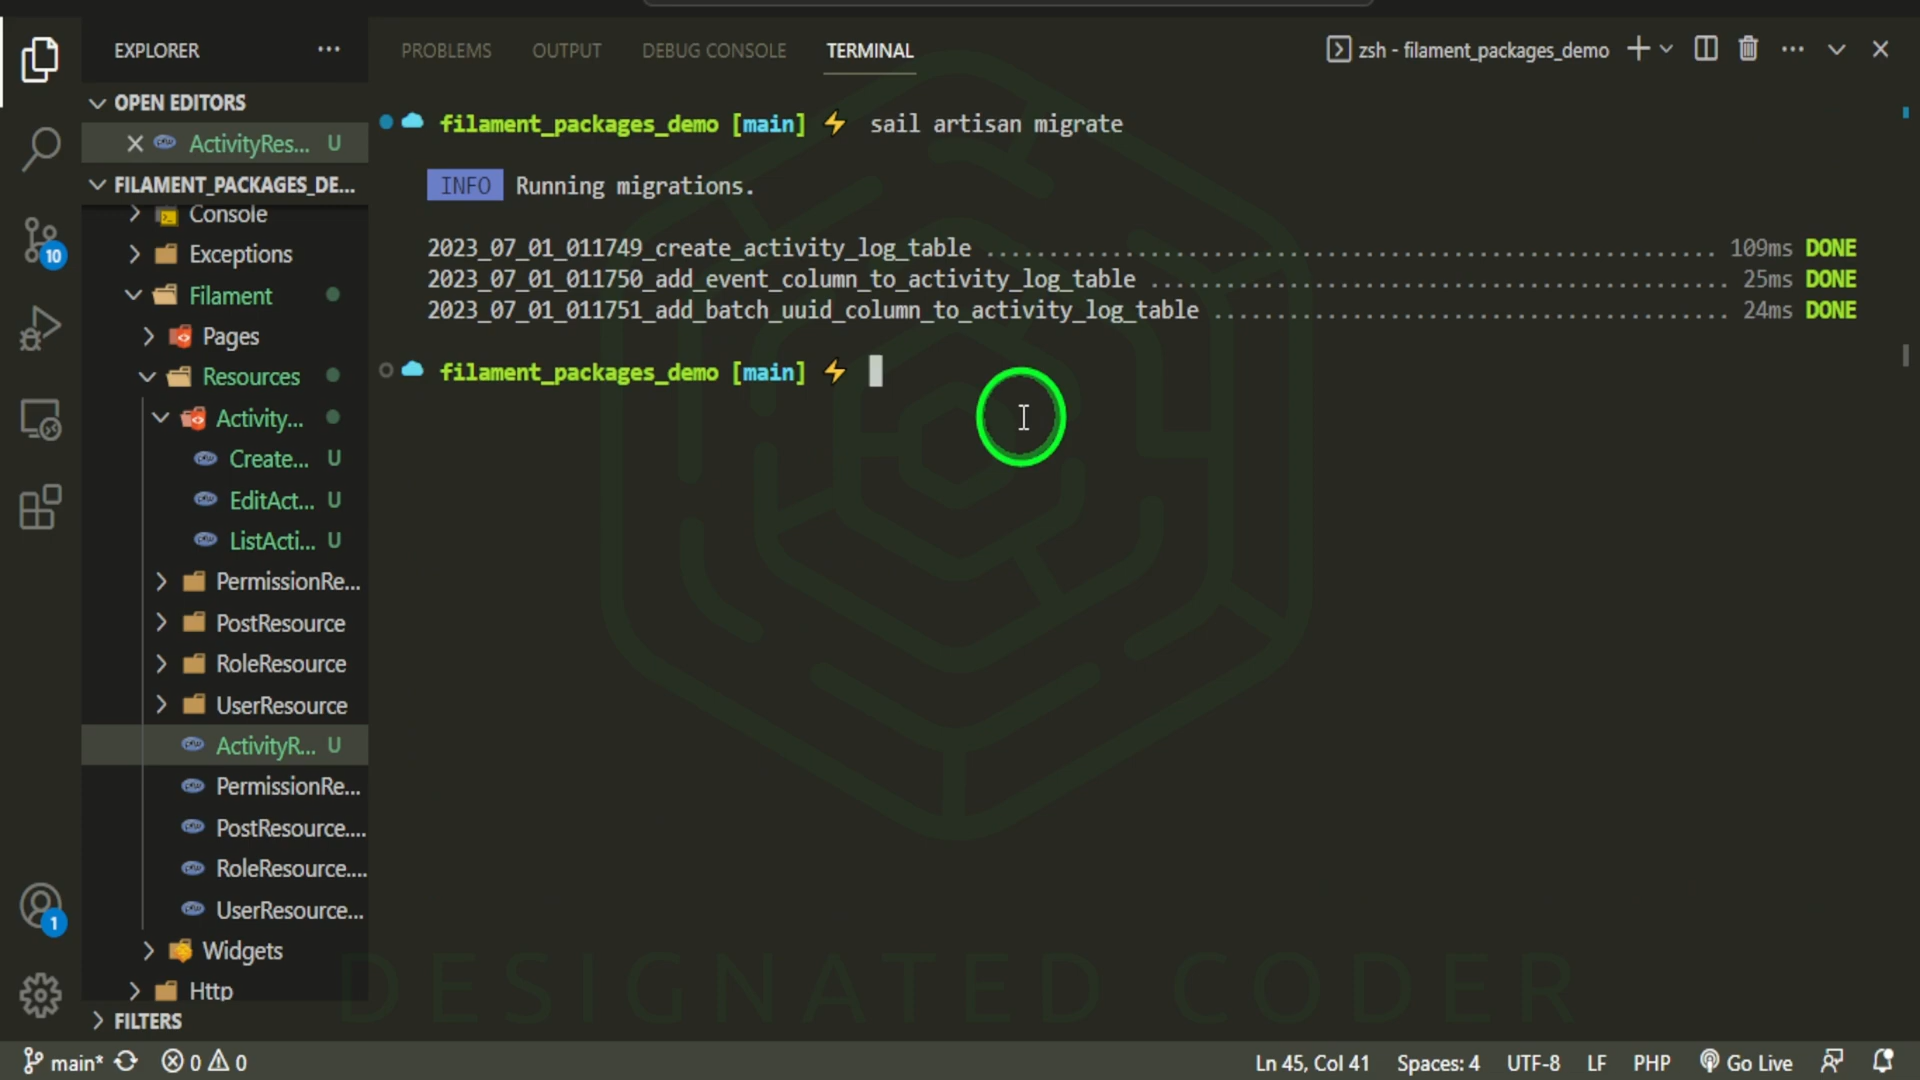 EXPLORER
OPEN EDITORS
ActivityRes... U
FILAMENT_PACKAGES_DE...
Console
Exceptions
Filament
Pages
Resources
Activity...
Create... U
EditAct... U
ListActi... U
PermissionRe...
PostResource
RoleResource
UserResource
ActivityR... U
PermissionRe...
PostResource....
RoleResource....
UserResource...
Widgets
Http
FILTERS
10
1
PROBLEMS OUTPUT DEBUG CONSOLE TERMINAL
zsh - filament_packages_demo
filament_packages_demo [main] ⚡ sail artisan migrate
INFO Running migrations.
2023_07_01_011749_create_activity_log_table ........................................................... 109ms DONE
2023_07_01_011750_add_event_column_to_activity_log_table .............................................. 25ms DONE
2023_07_01_011751_add_batch_uuid_column_to_activity_log_table ......................................... 24ms DONE
filament_packages_demo [main] ⚡
DESIGNATED CODER
main* 0 0
Ln 45, Col 41 Spaces: 4 UTF-8 LF PHP Go Live